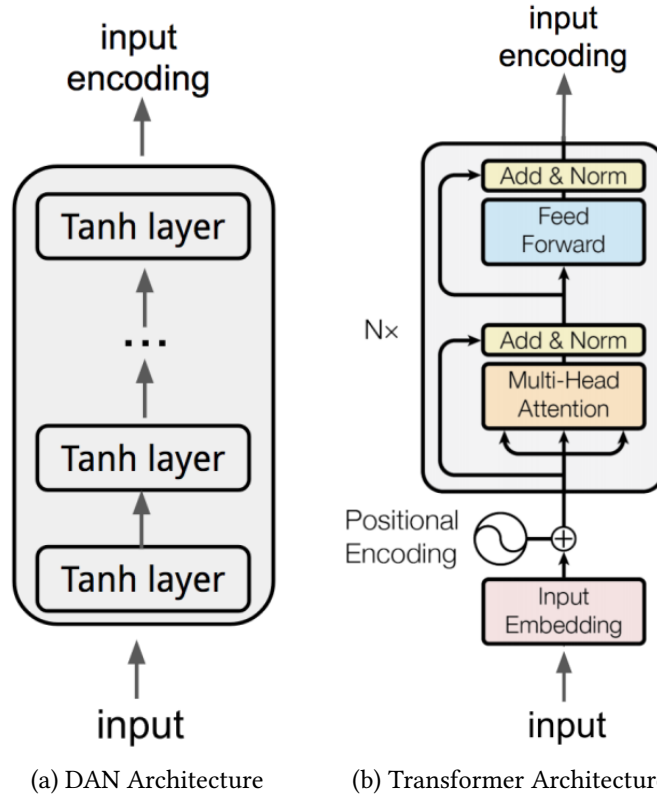 input
encoding
Tanh layer
...
Tanh layer
Tanh layer
input
(a) DAN Architecture
input
encoding
Add & Norm
Feed
Forward
N×
Add & Norm
Multi-Head
Attention
Positional
Encoding
Input
Embedding
input
(b) Transformer Architectur